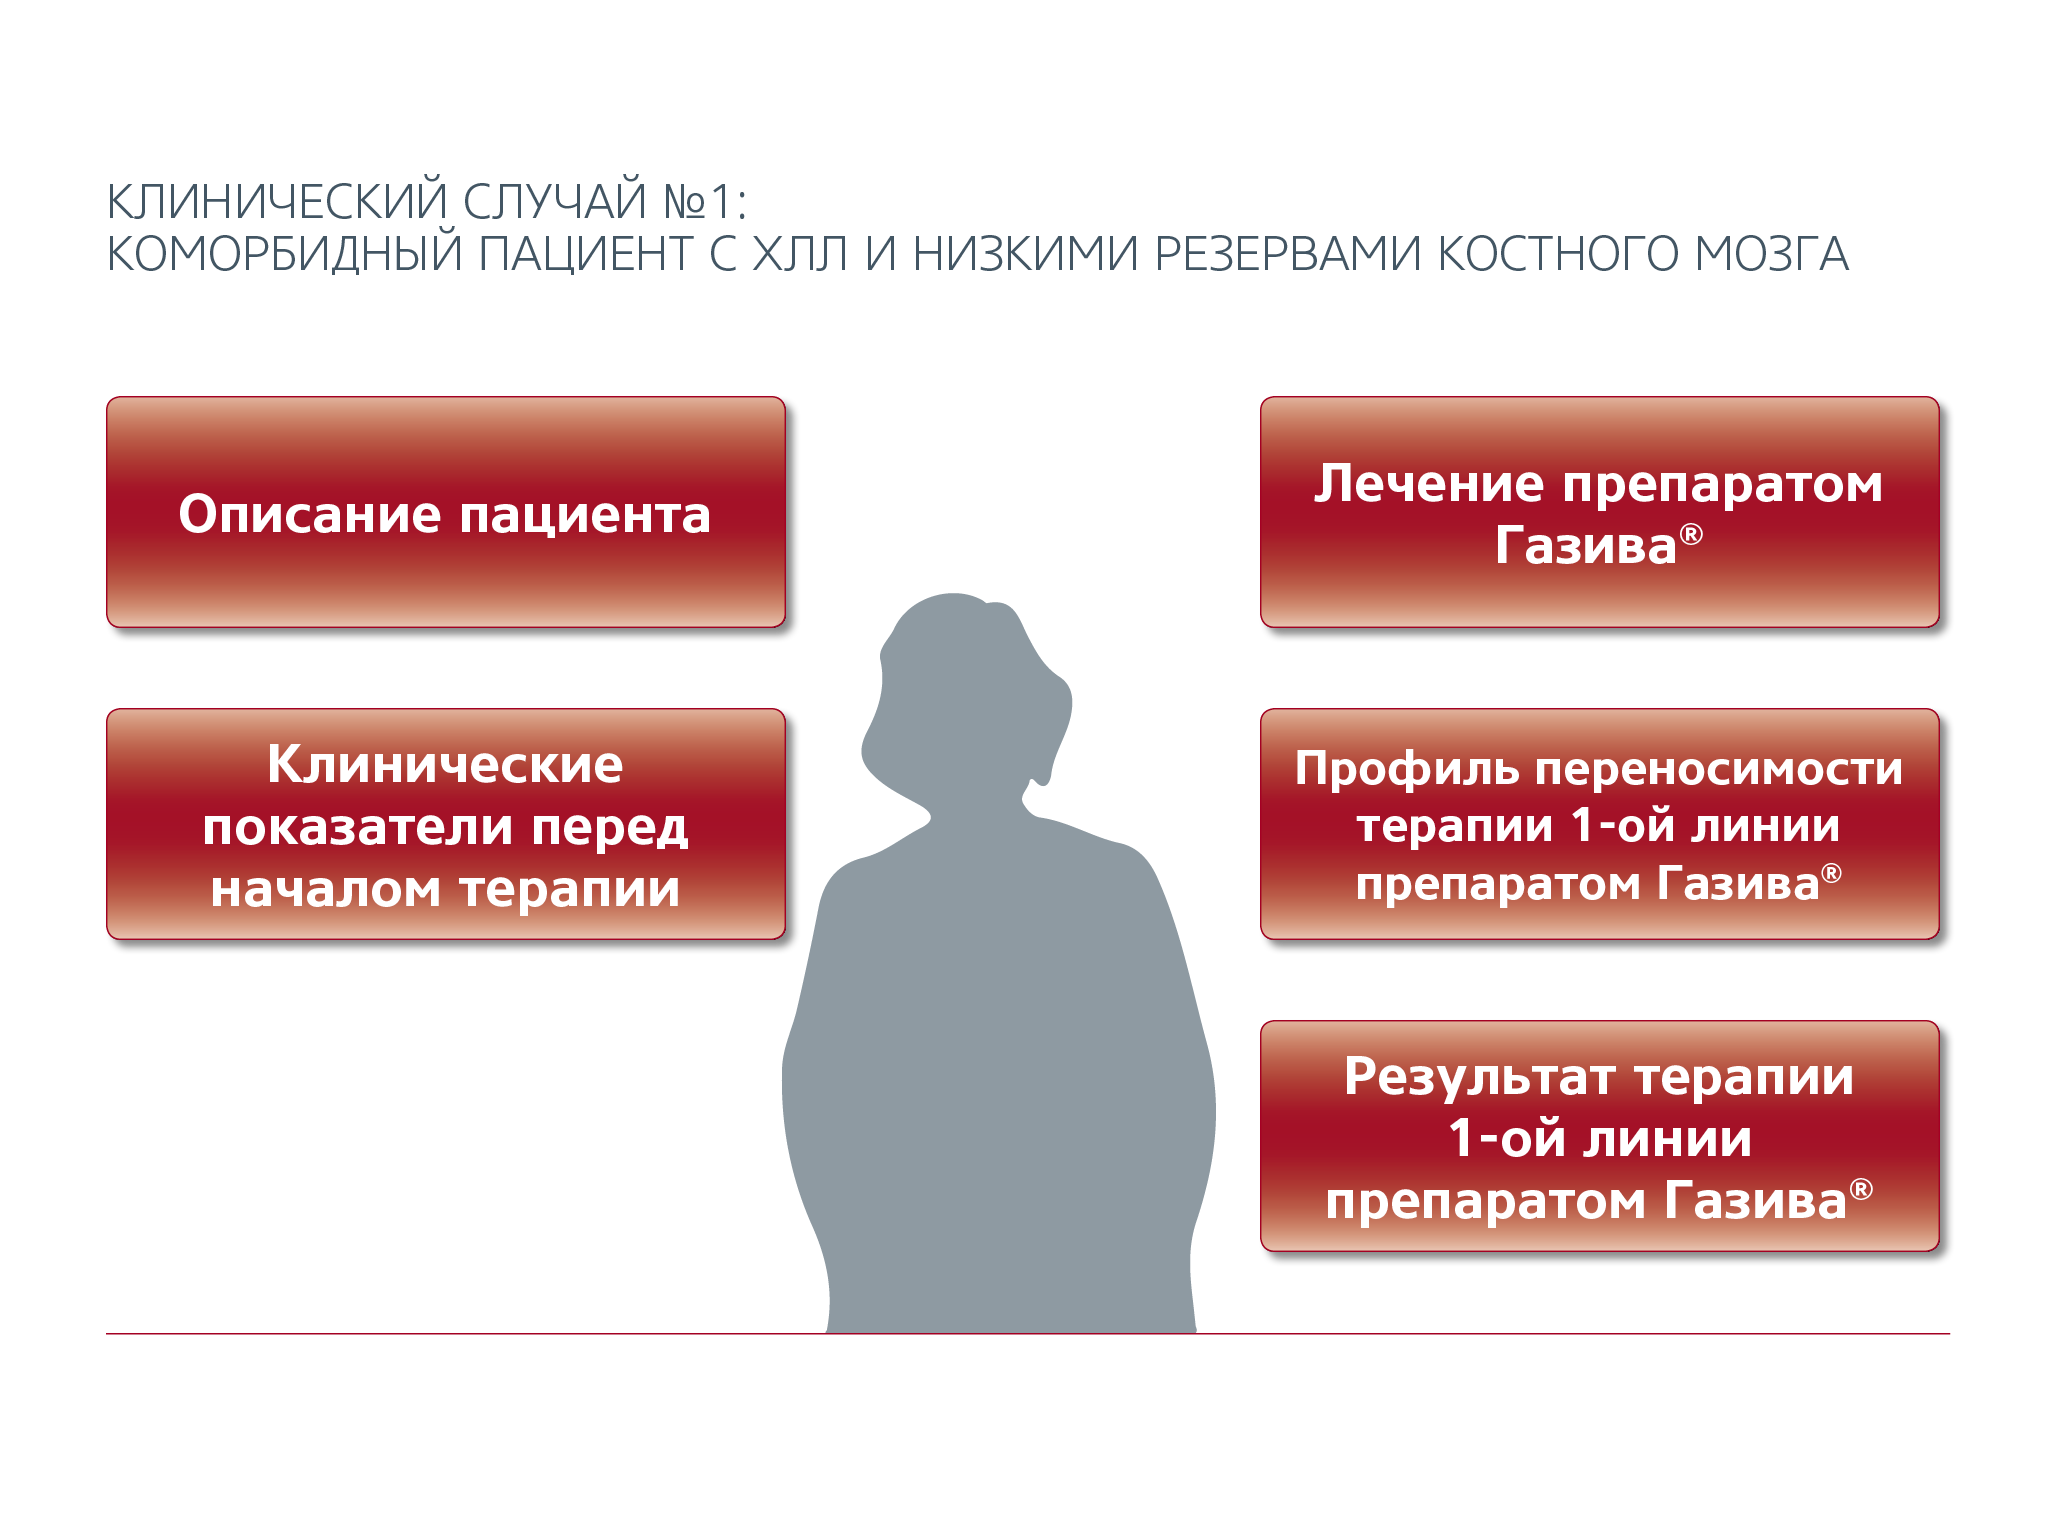 КЛИНИЧЕСКИЙ СЛУЧАЙ №1:
КОМОРБИДНЫЙ ПАЦИЕНТ С ХЛЛ И НИЗКИМИ РЕЗЕРВАМИ КОСТНОГО МОЗГА
Описание пациента
Клинические
показатели перед
началом терапии
Лечение препаратом
Газива®
Профиль переносимости
терапии 1-ой линии
препаратом Газива®
Результат терапии
1-ой линии
препаратом Газива®